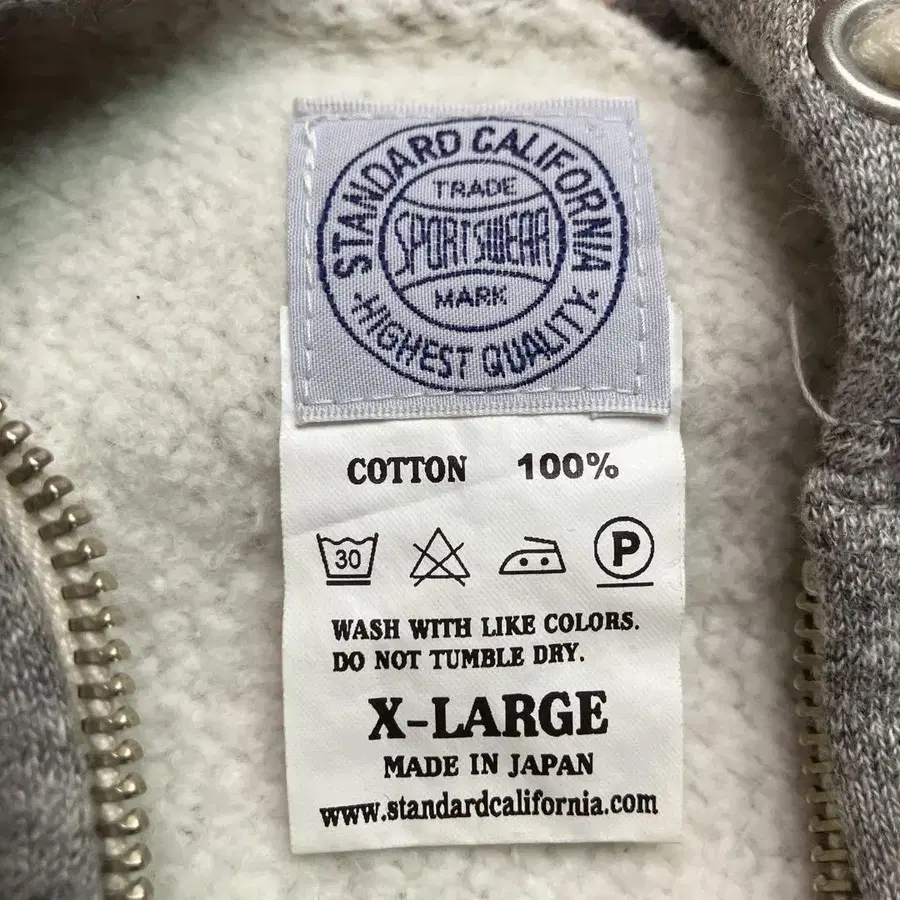 STANDARD CALIFORNIA
TRADE
SPORTSWEAR
MARK
·HIGHEST QUALITY·
COTTON 100%
30 P
WASH WITH LIKE COLORS.
DO NOT TUMBLE DRY.
X-LARGE
MADE IN JAPAN
www.standardcalifornia.com